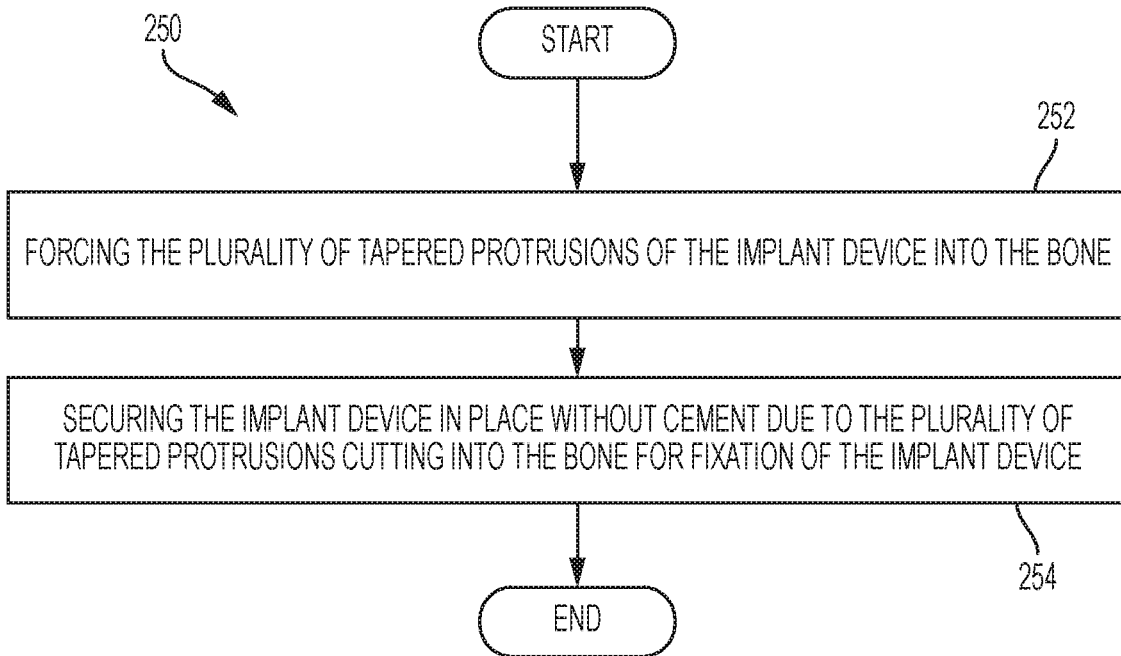 250
START
252
FORCING THE PLURALITY OF TAPERED PROTRUSIONS OF THE IMPLANT DEVICE INTO THE BONE
SECURING THE IMPLANT DEVICE IN PLACE WITHOUT CEMENT DUE TO THE PLURALITY OF
TAPERED PROTRUSIONS CUTTING INTO THE BONE FOR FIXATION OF THE IMPLANT DEVICE
254
END